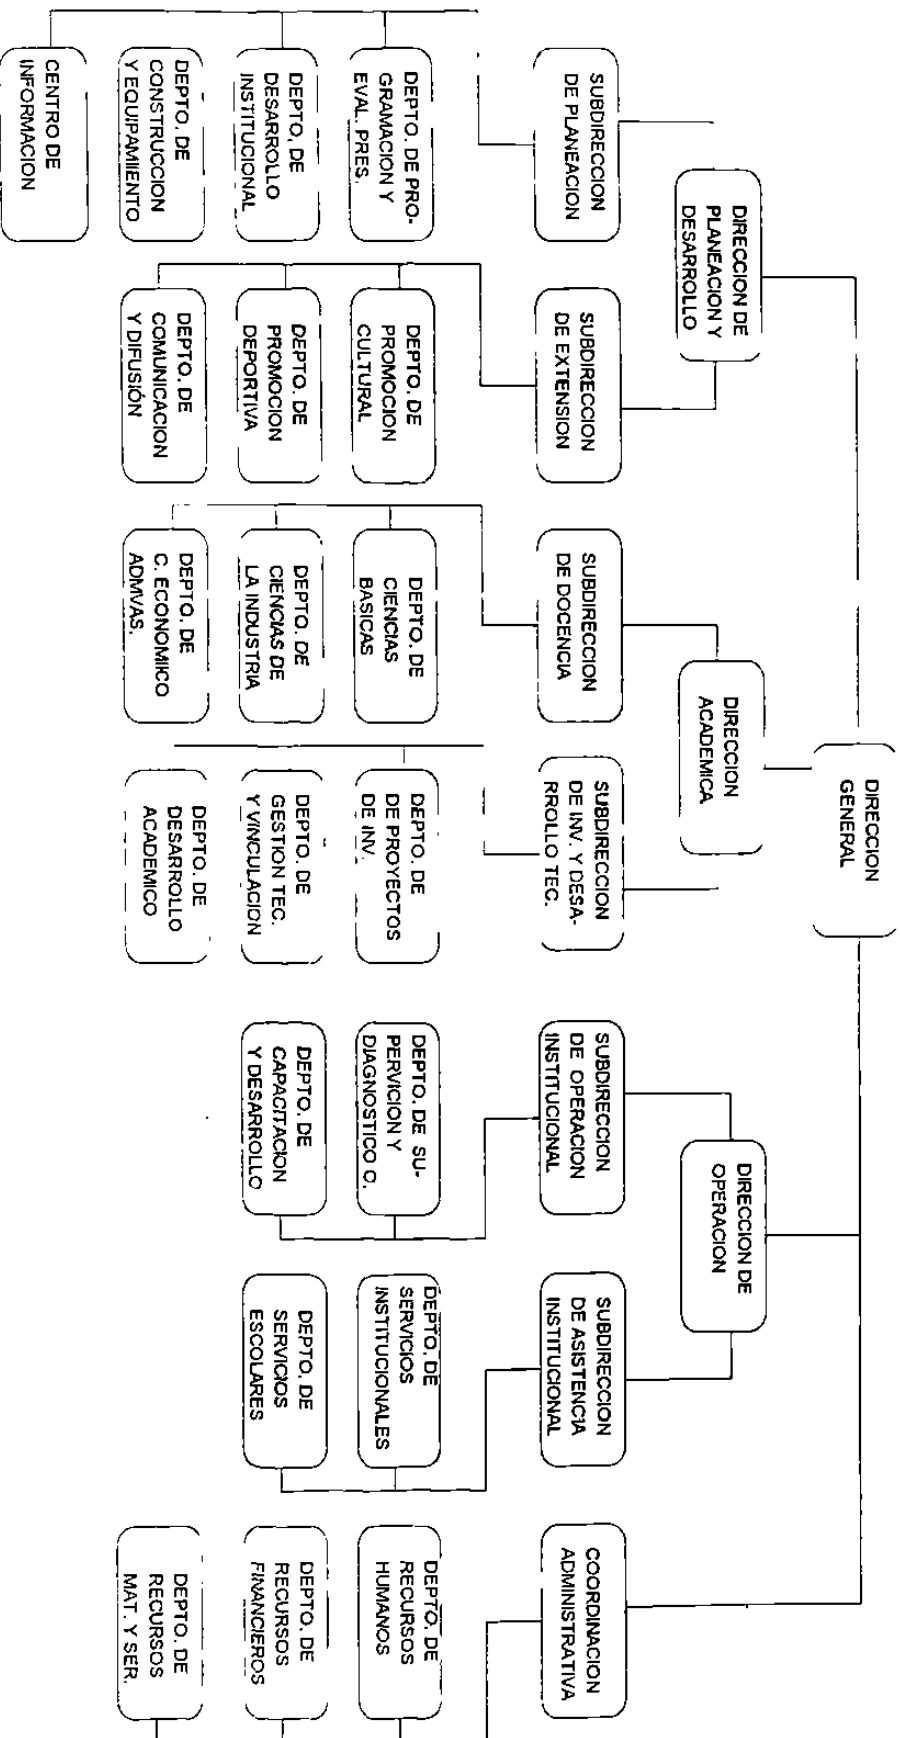 DIRECCION
GENERAL
DIRECCION DE
PLANEACION Y
DESARROLLO
DIRECCION
ACADEMICA
DIRECCION DE
OPERACION
SUBDIRECCION
DE PLANEACION
SUBDIRECCION
DE EXTENSION
SUBDIRECCION
DE DOCENCIA
SUBDIRECCION
DE INV. Y DESA-
RROLLO TEC.
SUBDIRECCION
DE OPERACION
INSTITUCIONAL
SUBDIRECCION
DE ASISTENCIA
INSTITUCIONAL
COORDINACION
ADMINISTRATIVA
DEPTO. DE PRO-
GRAMACION Y
EVAL. PRES.
DEPTO. DE
PROMOCION
CULTURAL
DEPTO. DE
CIENCIAS
BASICAS
DEPTO. DE
DE PROYECTOS
DE INV.
DEPTO. DE SU-
PERVICION Y
DIAGNOSTICO O.
DEPTO. DE
SERVICIOS
INSTITUCIONALES
DEPTO. DE
RECURSOS
HUMANOS
DEPTO. DE
DESARROLLO
INSTITUCIONAL
DEPTO. DE
PROMOCION
DEPORTIVA
DEPTO. DE
CIENCIAS DE
LA INDUSTRIA
DEPTO. DE
GESTION TEC.
Y VINCULACION
DEPTO. DE
CAPACITACION
Y DESARROLLO
DEPTO. DE
SERVICIOS
ESCOLARES
DEPTO. DE
RECURSOS
FINANCIEROS
DEPTO. DE
CONSTRUCCION
Y EQUIPAMIENTO
DEPTO. DE
COMUNICACION
Y DIFUSIÓN
DEPTO. DE
C. ECONOMICO
ADMVAS.
DEPTO. DE
DESARROLLO
ACADEMICO
DEPTO. DE
RECURSOS
MAT. Y SER.
CENTRO DE
INFORMACION